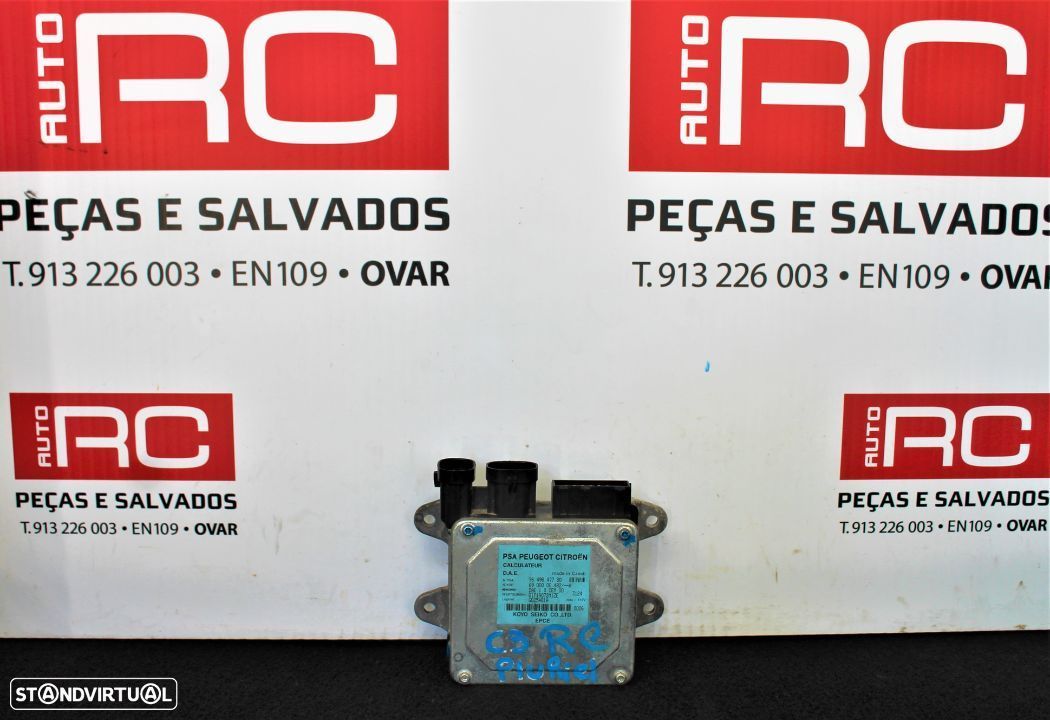 AUTO RC
PEÇAS E SALVADOS
T. 913 226 003 • EN109 • OVAR
AUTO RC
PEÇAS E SALVADOS
T. 913 226 003 • EN109 • OVAR
AUTO RC
PEÇAS E SALVADOS
T. 913 226 003 • EN109 • OVAR
AUTO RC
PEÇAS E SALVADOS
T. 913 226 003 • EN109 • OVAR
PSA PEUGEOT CITROËN
CALCULATEUR
D.A.E.
KOYO SEIKO CO.,LTD.
EPCE
C3 RC
Pluriel
STANDVIRTUAL